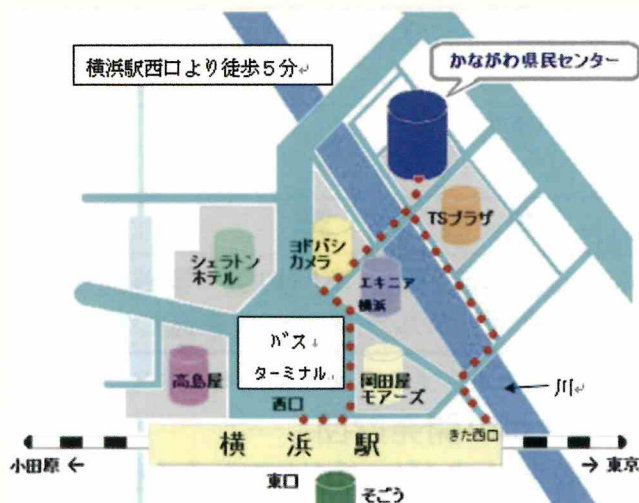 横浜駅西口より徒歩５分
かながわ県民センター
TSプラザ
ヨドバシ
カメラ
シェラトン
ホテル
エキニア
横浜
バス
ターミナル
高島屋
岡田屋
モアーズ
川
西口
きた西口
横浜駅
小田原 ←
→ 東京
東口
そごう